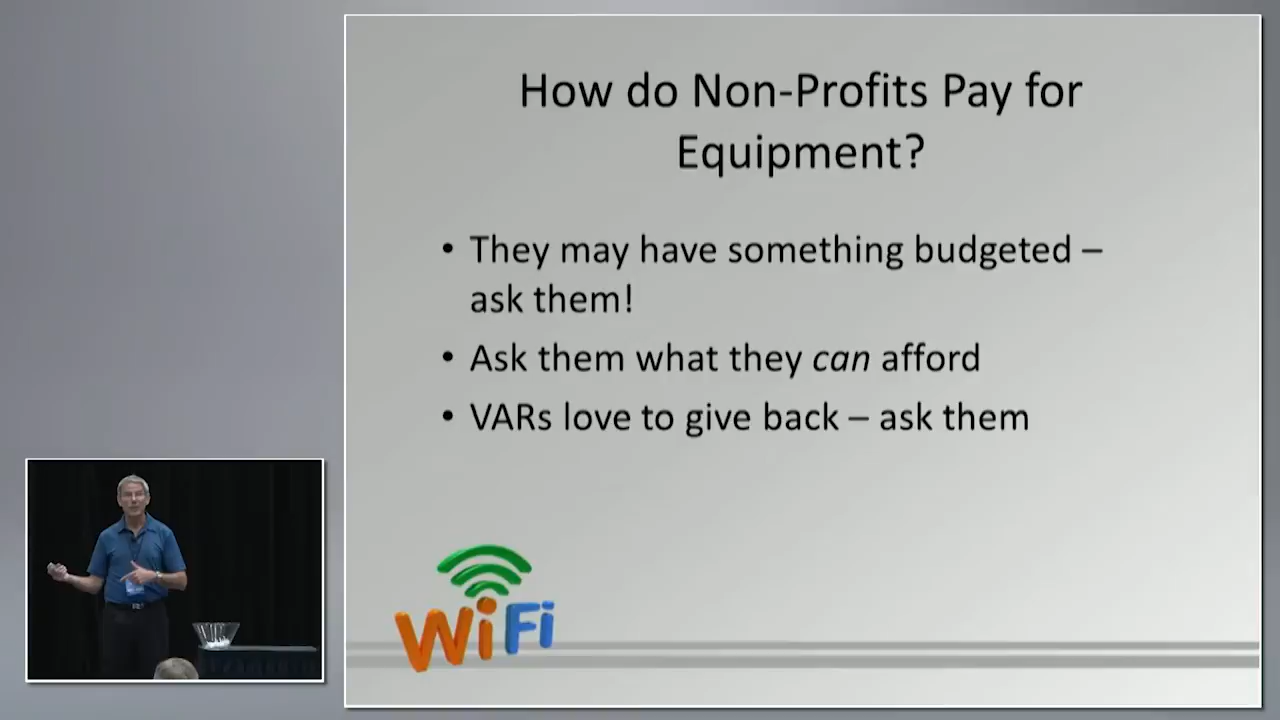 How do Non-Profits Pay for
Equipment?
• They may have something budgeted –
ask them!
• Ask them what they can afford
• VARs love to give back – ask them
WiFi